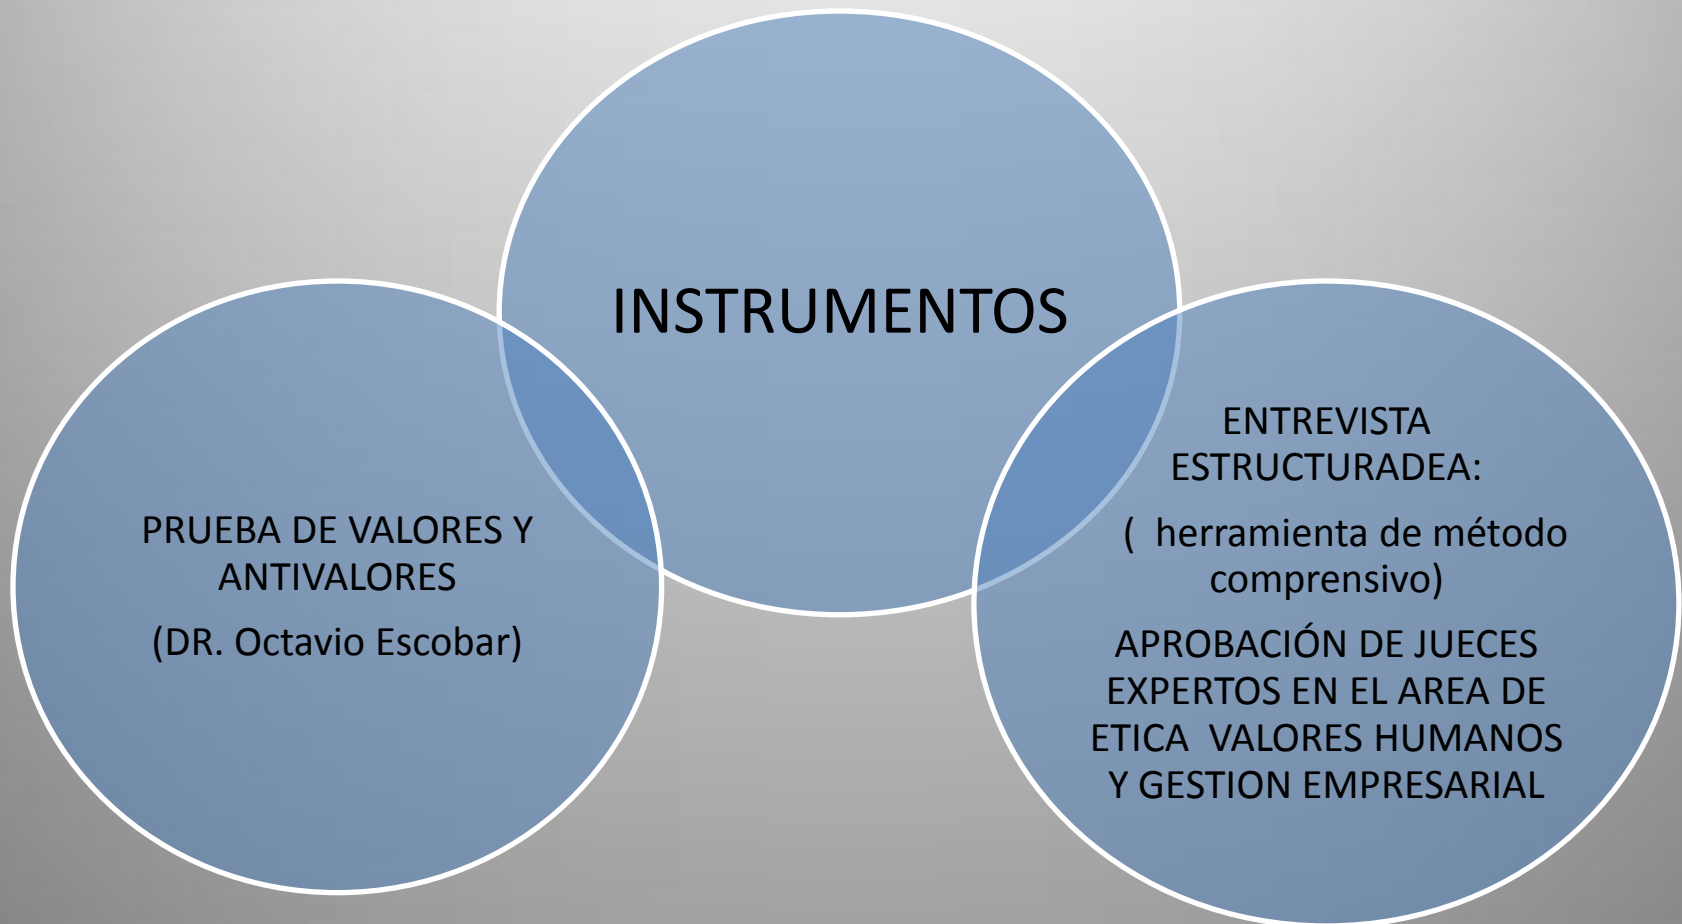 INSTRUMENTOS
PRUEBA DE VALORES Y
ANTIVALORES
(DR. Octavio Escobar)
ENTREVISTA
ESTRUCTURADEA:
(  herramienta de método
comprensivo)
APROBACIÓN DE JUECES
EXPERTOS EN EL AREA DE
ETICA  VALORES HUMANOS
Y GESTION EMPRESARIAL